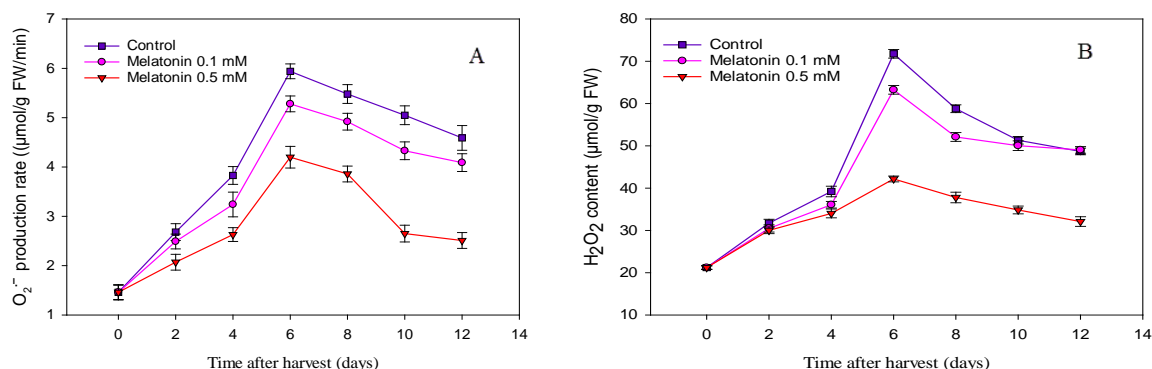 7
6
5
4
3
2
1
O₂·⁻ production rate ((µmol/g FW/min)
Control
Melatonin 0.1 mM
Melatonin 0.5 mM
A
0 2 4 6 8 10 12 14
Time after harvest (days)
80
70
60
50
40
30
20
10
H₂O₂ content (µmol/g FW)
Control
Melatonin 0.1 mM
Melatonin 0.5 mM
B
0 2 4 6 8 10 12 14
Time after harvest (days)